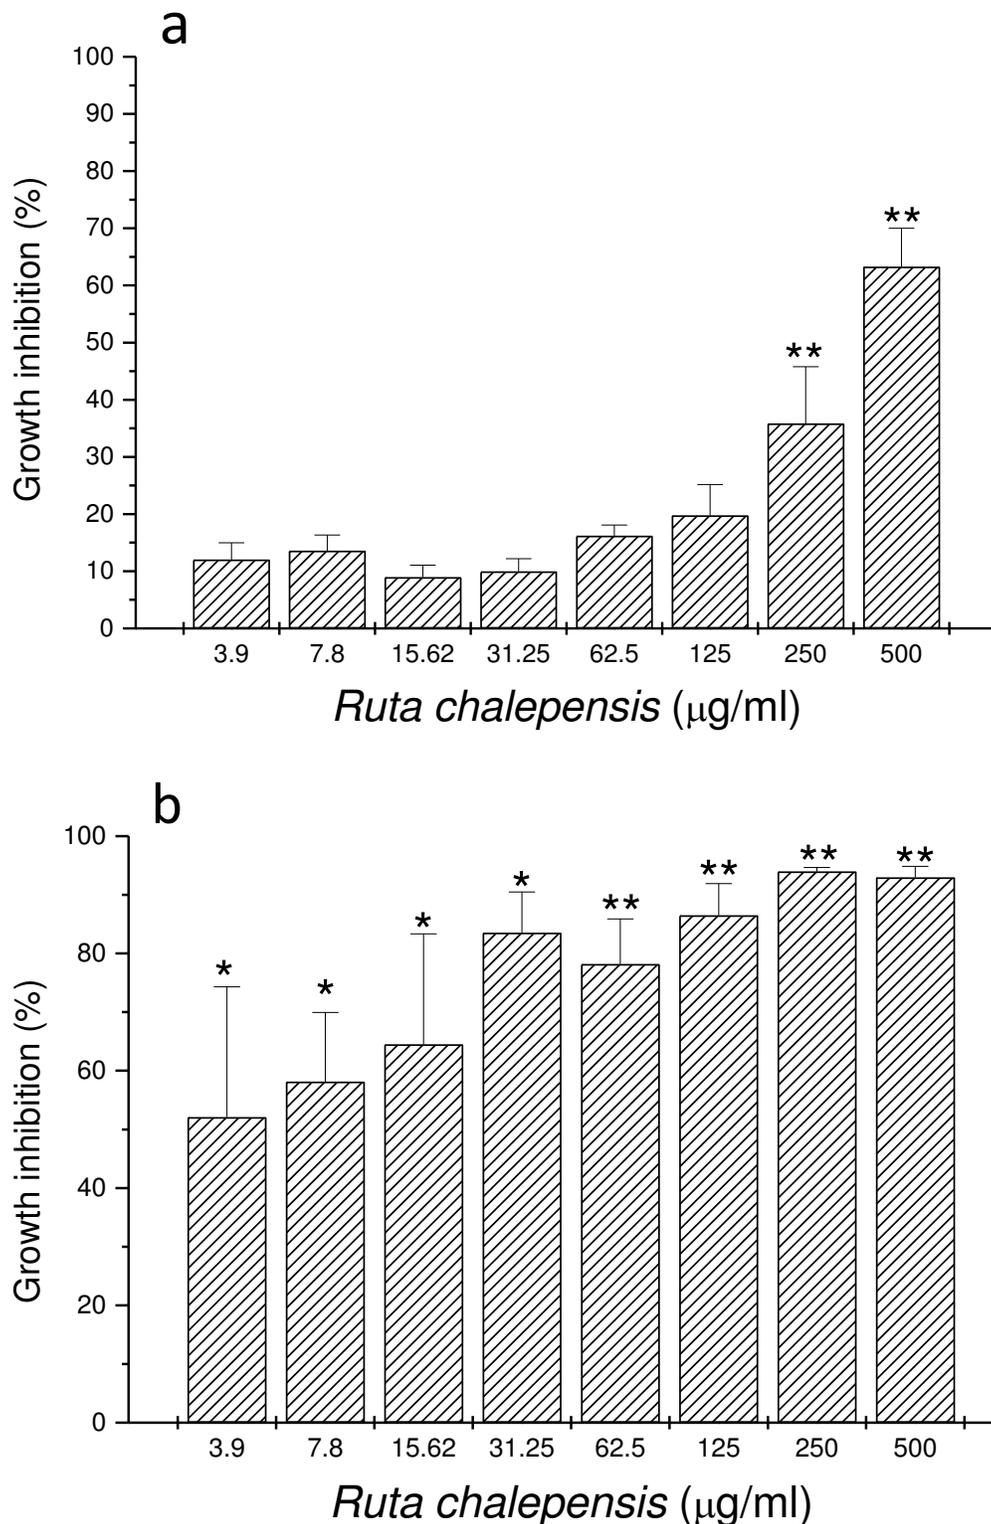 a
100
90
80
70
60
50
40
30
20
10
0
Growth inhibition (%)
**
**
3.9 7.8 15.62 31.25 62.5 125 250 500
Ruta chalepensis (μg/ml)
b
100
80
60
40
20
0
Growth inhibition (%)
* * * * ** ** ** **
3.9 7.8 15.62 31.25 62.5 125 250 500
Ruta chalepensis (μg/ml)